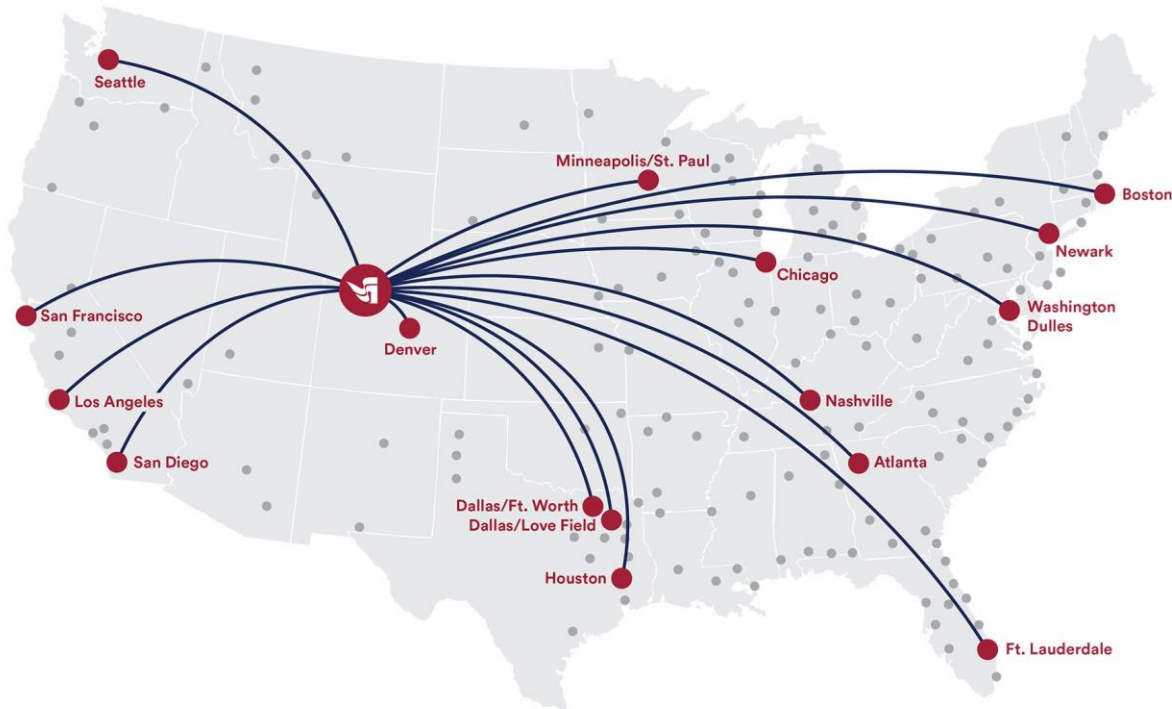 Seattle
Minneapolis/St. Paul
Boston
Newark
Chicago
Washington
Dulles
San Francisco
Denver
Los Angeles
Nashville
San Diego
Atlanta
Dallas/Ft. Worth
Dallas/Love Field
Houston
Ft. Lauderdale